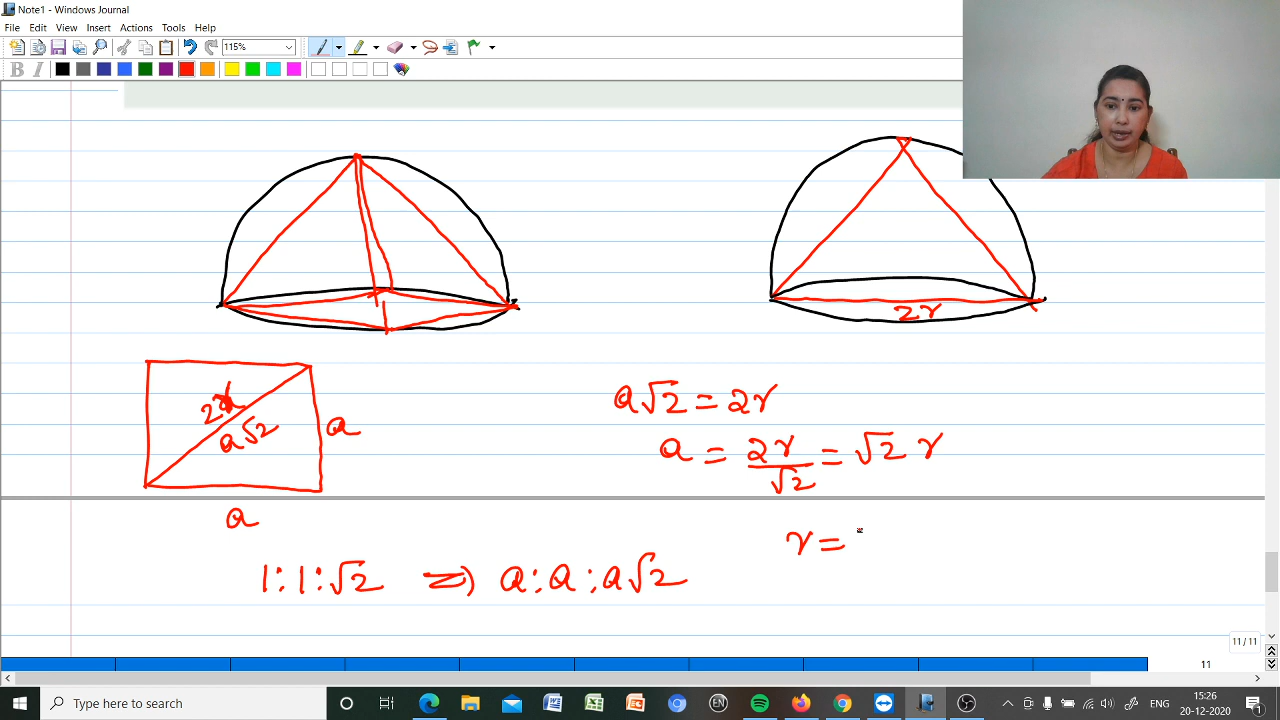 Note1 - Windows Journal
File Edit View Insert Actions Tools Help
115%
B I
2r
2r
a√2
a
a
a√2 = 2r
a = 2r/√2 = √2 r
r =
1:1:√2 ⇒ a:a:a√2
11 / 11
11
Type here to search
EN
ENG
15:26
20-12-2020